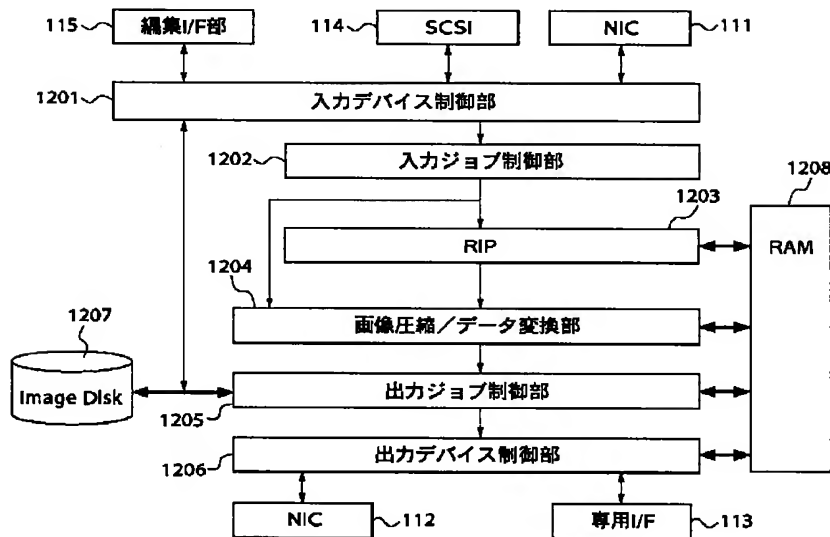 115 編集I/F部 114 SCSI NIC 111
1201 入力デバイス制御部
1202 入力ジョブ制御部
1208
1203
RIP RAM
1204
画像圧縮／データ変換部
1207
Image Disk 出力ジョブ制御部
1205
出力デバイス制御部
1206
NIC 112 専用I/F 113